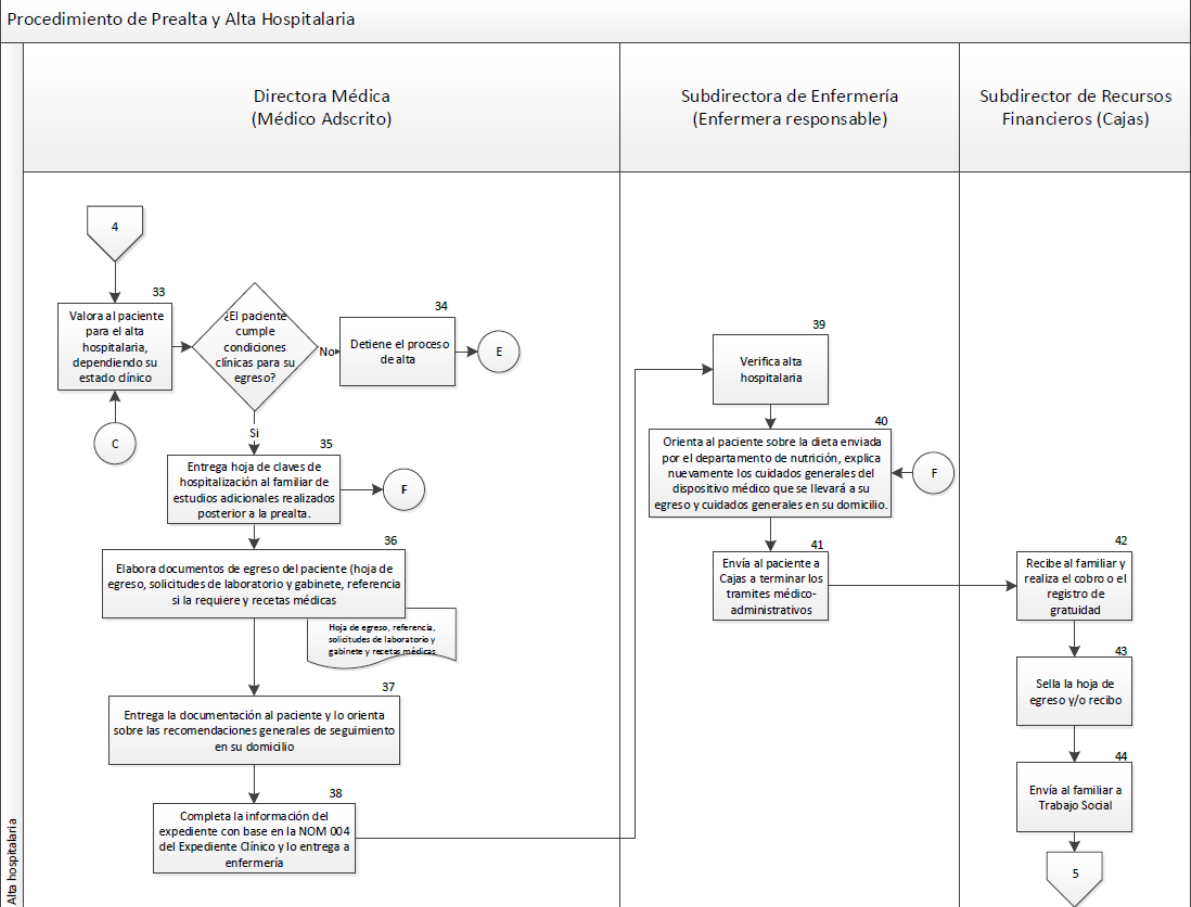 Procedimiento de Prealta y Alta Hospitalaria
Directora Médica
(Médico Adscrito)
Subdirectora de Enfermería
(Enfermera responsable)
Subdirector de Recursos
Financieros (Cajas)
Alta hospitalaria
4
33
Valora al paciente
para el alta
hospitalaria,
dependiendo su
estado clínico
C
¿El paciente
cumple
condiciones
clínicas para su
egreso?
No
34
Detiene el proceso
de alta
E
Si
35
Entrega hoja de claves de
hospitalización al familiar de
estudios adicionales realizados
posterior a la prealta.
F
36
Elabora documentos de egreso del paciente (hoja de
egreso, solicitudes de laboratorio y gabinete, referencia
si la requiere y recetas médicas
Hoja de egreso, referencia,
solicitudes de laboratorio y
gabinete y recetas médicas
37
Entrega la documentación al paciente y lo orienta
sobre las recomendaciones generales de seguimiento
en su domicilio
38
Completa la información del
expediente con base en la NOM 004
del Expediente Clínico y lo entrega a
enfermería
39
Verifica alta
hospitalaria
40
Orienta al paciente sobre la dieta enviada
por el departamento de nutrición, explica
nuevamente los cuidados generales del
dispositivo médico que se llevará a su
egreso y cuidados generales en su domicilio.
F
41
Envía al paciente a
Cajas a terminar los
tramites médico-
administrativos
42
Recibe al familiar y
realiza el cobro o el
registro de
gratuidad
43
Sella la hoja de
egreso y/o recibo
44
Envía al familiar a
Trabajo Social
5